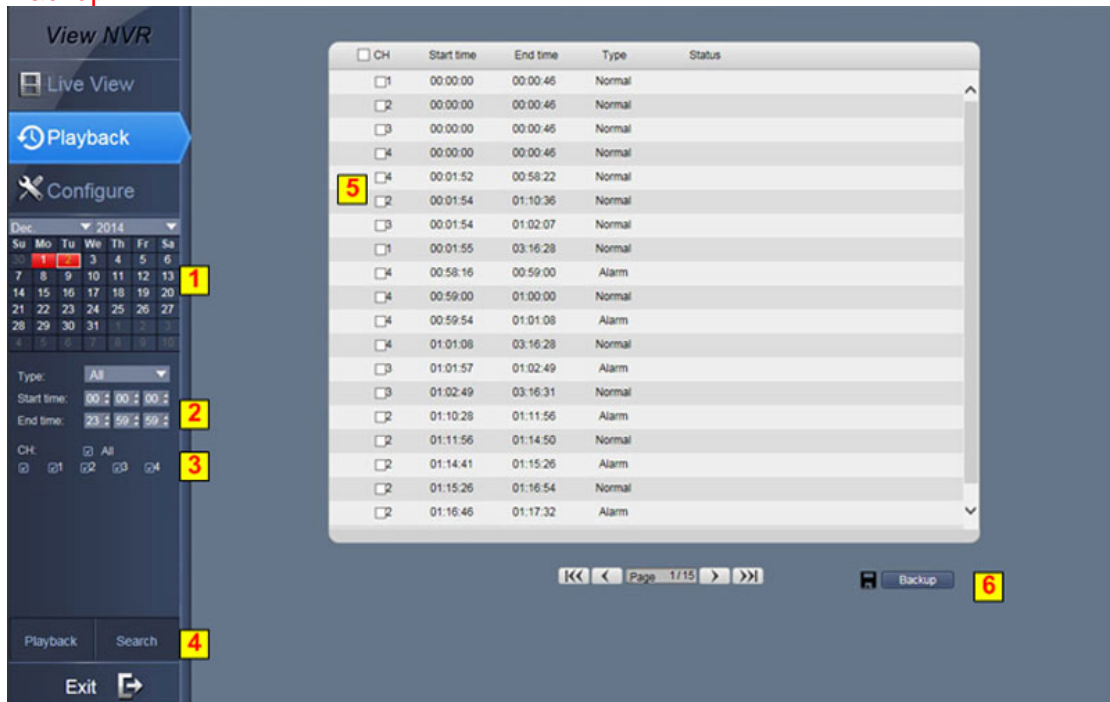 View NVR
Live View
Playback
Configure
Dec. 2014
Su Mo Tu We Th Fr Sa
30 1 2 3 4 5 6
7 8 9 10 11 12 13
14 15 16 17 18 19 20
21 22 23 24 25 26 27
28 29 30 31 1 2 3
4 5 6 7 8 9 10
1
Type: All
Start time: 00 : 00 : 00
End time: 23 : 59 : 59
2
CH: All
1 2 3 4
3
Playback Search
4
Exit
CH Start time End time Type Status
1 00:00:00 00:00:46 Normal
2 00:00:00 00:00:46 Normal
3 00:00:00 00:00:46 Normal
4 00:00:00 00:00:46 Normal
4 00:01:52 00:58:22 Normal
5
2 00:01:54 01:10:36 Normal
3 00:01:54 01:02:07 Normal
1 00:01:55 03:16:28 Normal
4 00:58:16 00:59:00 Alarm
4 00:59:00 01:00:00 Normal
4 00:59:54 01:01:08 Alarm
4 01:01:08 03:16:28 Normal
3 01:01:57 01:02:49 Alarm
3 01:02:49 03:16:31 Normal
2 01:10:28 01:11:56 Alarm
2 01:11:56 01:14:50 Normal
2 01:14:41 01:15:26 Alarm
2 01:15:26 01:16:54 Normal
2 01:16:46 01:17:32 Alarm
Page 1/15
Backup
6